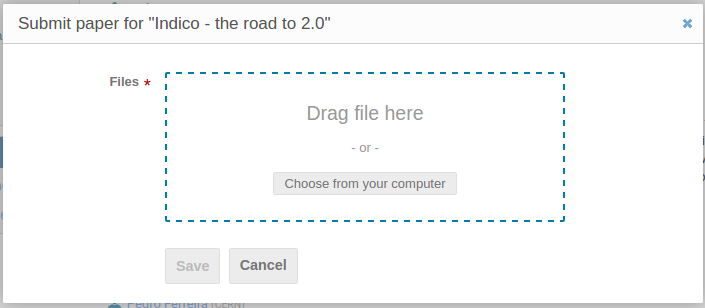 Submit paper for "Indico - the road to 2.0"
Files *
Drag file here
- or -
Choose from your computer
Save
Cancel
Pedro Ferreira (CERN)